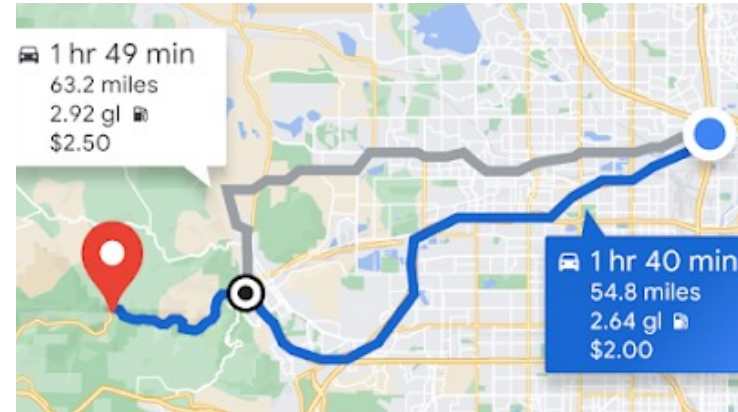 1 hr 49 min
63.2 miles
2.92 gl
$2.50
1 hr 40 min
54.8 miles
2.64 gl
$2.00